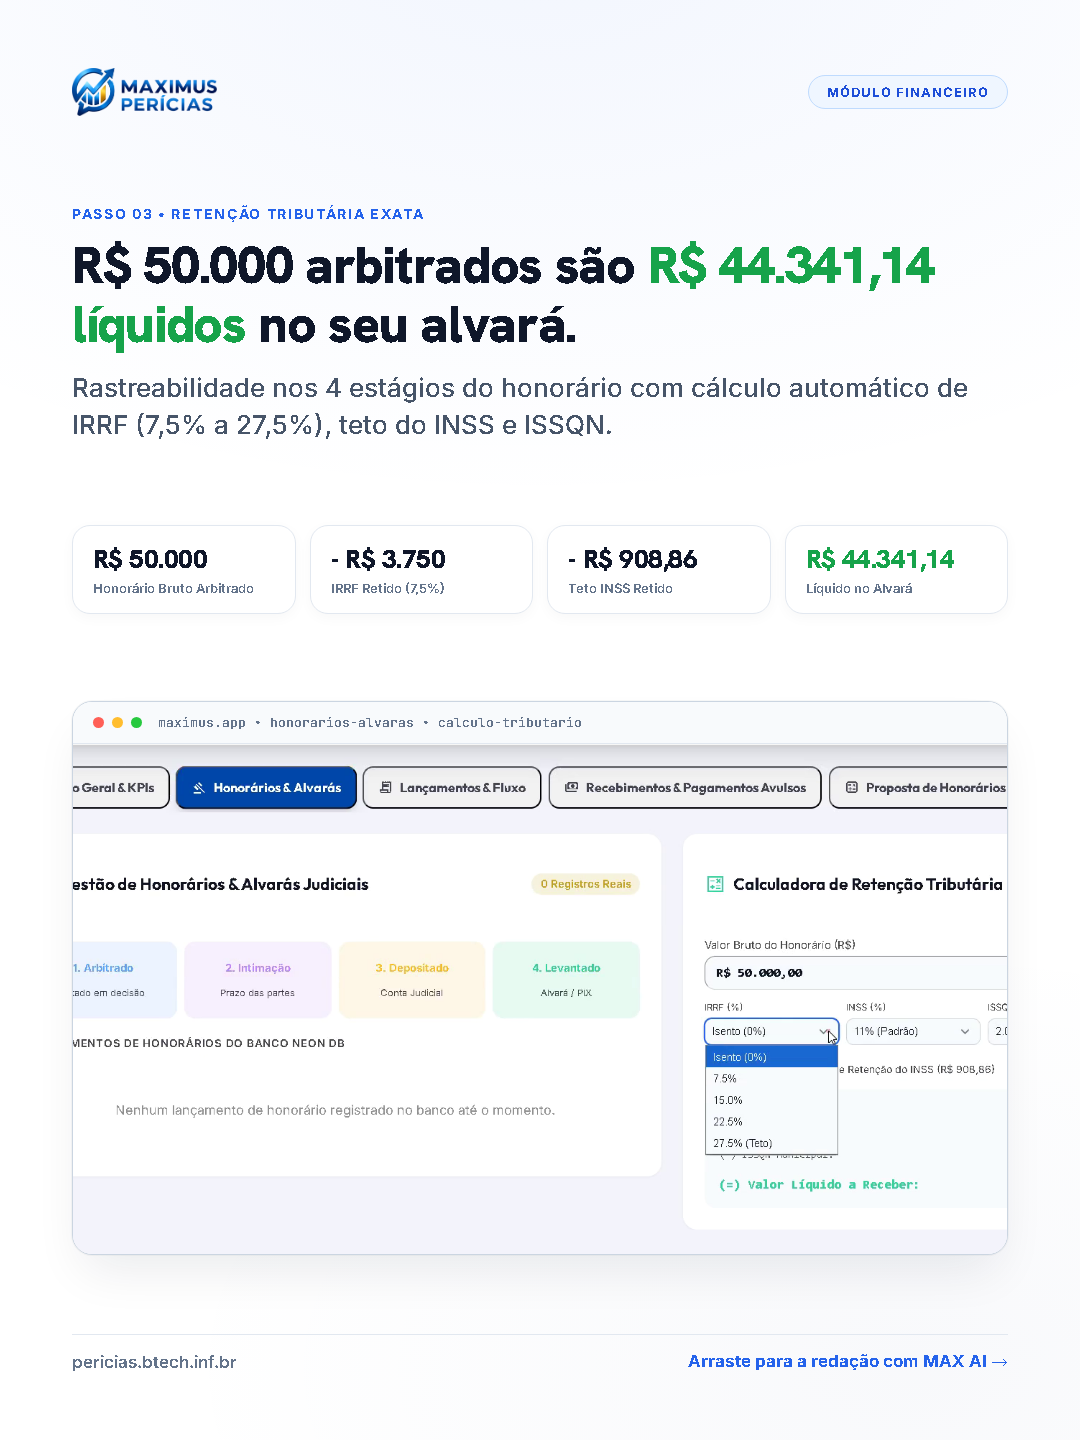 MAXIMUS
PERÍCIAS
MÓDULO FINANCEIRO
PASSO 03 • RETENÇÃO TRIBUTÁRIA EXATA
R$ 50.000 arbitrados são R$ 44.341,14
líquidos no seu alvará.
Rastreabilidade nos 4 estágios do honorário com cálculo automático de
IRRF (7,5% a 27,5%), teto do INSS e ISSQN.
R$ 50.000
Honorário Bruto Arbitrado
- R$ 3.750
IRRF Retido (7,5%)
- R$ 908,86
Teto INSS Retido
R$ 44.341,14
Líquido no Alvará
maximus.app • honorarios-alvaras • calculo-tributario
o Geral & KPIs
Honorários & Alvarás
Lançamentos & Fluxo
Recebimentos & Pagamentos Avulsos
Proposta de Honorários
estão de Honorários & Alvarás Judiciais
0 Registros Reais
1. Arbitrado
tado em decisão
2. Intimação
Prazo das partes
3. Depositado
Conta Judicial
4. Levantado
Alvará / PIX
MENTOS DE HONORÁRIOS DO BANCO NEON DB
Nenhum lançamento de honorário registrado no banco até o momento.
Calculadora de Retenção Tributária
Valor Bruto do Honorário (R$)
R$ 50.000,00
IRRF (%)
INSS (%)
ISSQ
Isento (0%)
11% (Padrão)
2.0
Isento (0%)
7.5%
15.0%
22.5%
27.5% (Teto)
e Retenção do INSS (R$ 908,86)
(=) Valor Líquido a Receber:
pericias.btech.inf.br
Arraste para a redação com MAX AI →